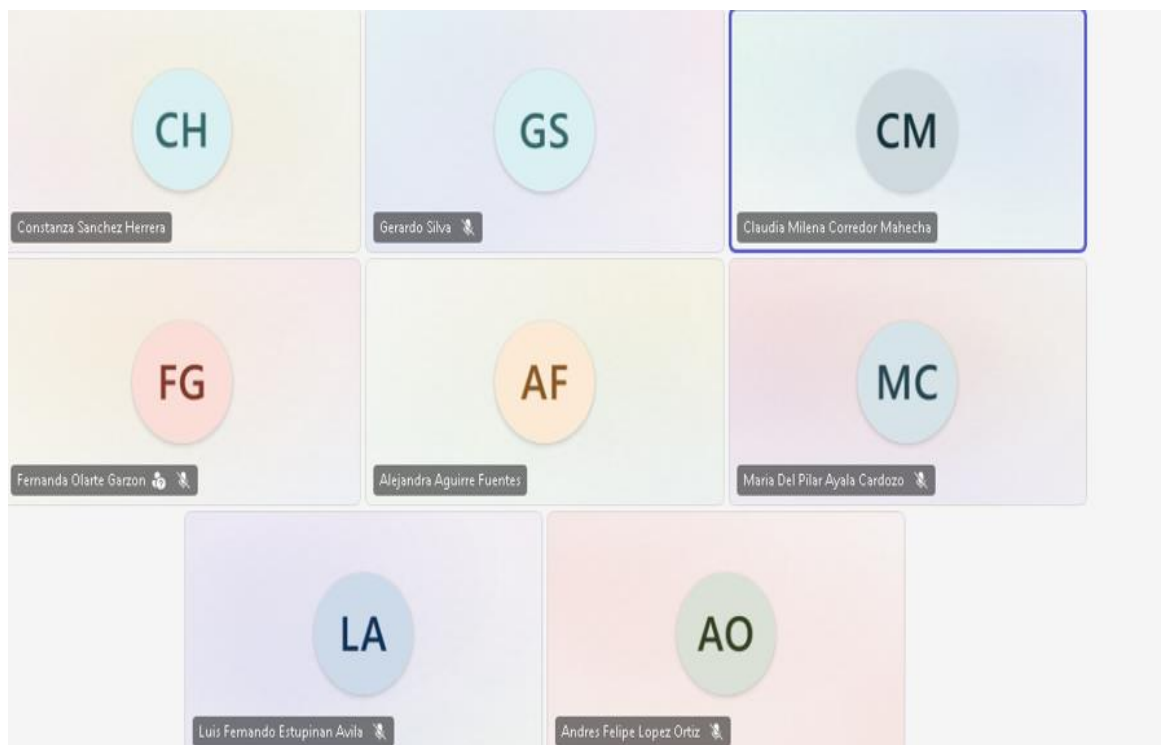 CH
Constanza Sanchez Herrera
GS
Gerardo Silva
CM
Claudia Milena Corredor Mahecha
FG
Fernanda Olarte Garzon
AF
Alejandra Aguirre Fuentes
MC
Maria Del Pilar Ayala Cardozo
LA
Luis Fernando Estupinan Avila
AO
Andres Felipe Lopez Ortiz